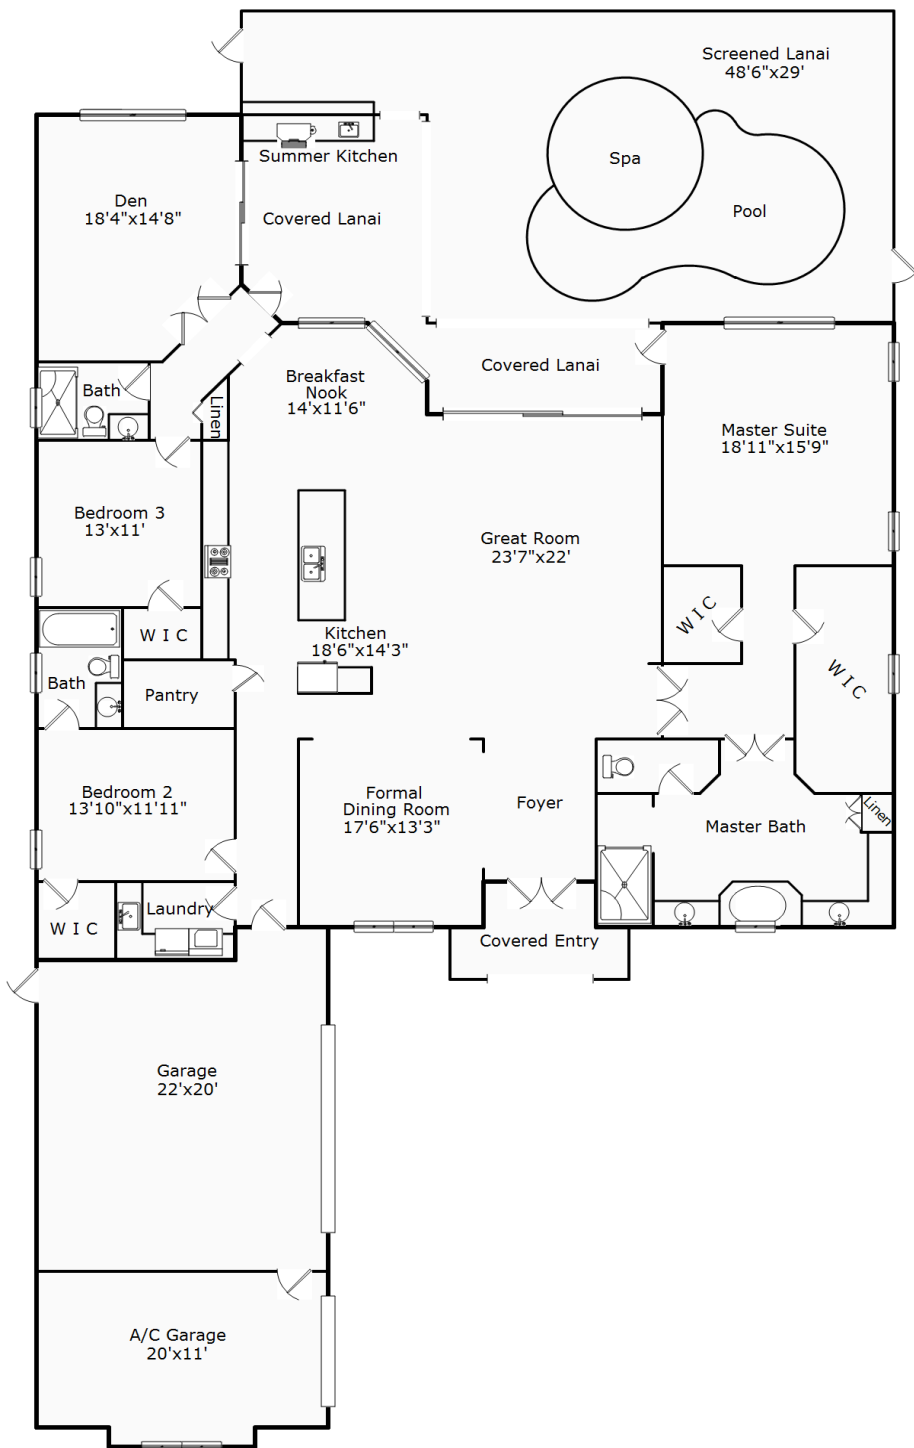 Screened Lanai
48'6"x29'
Summer Kitchen
Spa
Den
18'4"x14'8"
Covered Lanai
Pool
Breakfast
Nook
14'x11'6"
Covered Lanai
Bath
Linen
Master Suite
18'11"x15'9"
Bedroom 3
13'x11'
Great Room
23'7"x22'
W I C
W I C
Kitchen
18'6"x14'3"
W I C
Bath
Pantry
Bedroom 2
13'10"x11'11"
Formal
Dining Room
17'6"x13'3"
Foyer
Linen
Master Bath
Laundry
W I C
Covered Entry
Garage
22'x20'
A/C Garage
20'x11'